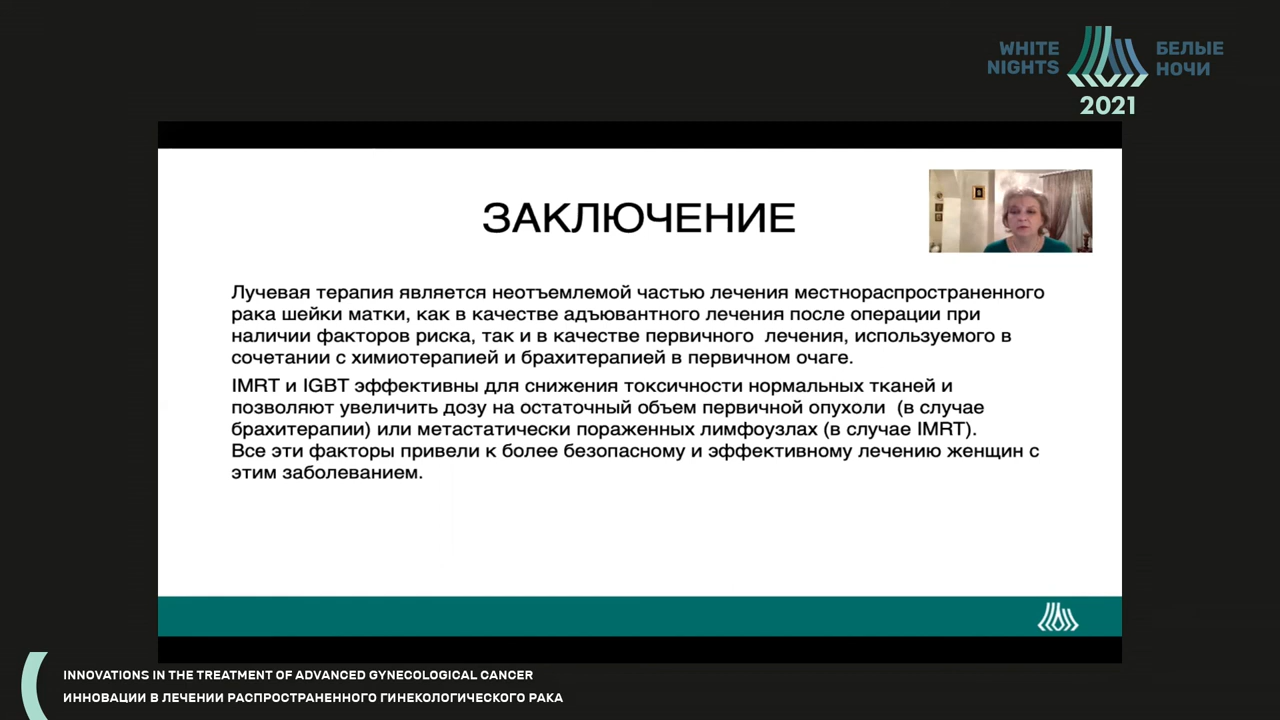 WHITE NIGHTS
БЕЛЫЕ НОЧИ
2021
ЗАКЛЮЧЕНИЕ
Лучевая терапия является неотъемлемой частью лечения местнораспространенного
рака шейки матки, как в качестве адъювантного лечения после операции при
наличии факторов риска, так и в качестве первичного  лечения, используемого в
сочетании с химиотерапией и брахитерапией в первичном очаге.
IMRT и IGBT эффективны для снижения токсичности нормальных тканей и
позволяют увеличить дозу на остаточный объем первичной опухоли  (в случае
брахитерапии) или метастатически пораженных лимфоузлах (в случае IMRT).
Все эти факторы привели к более безопасному и эффективному лечению женщин с
этим заболеванием.
INNOVATIONS IN THE TREATMENT OF ADVANCED GYNECOLOGICAL CANCER
ИННОВАЦИИ В ЛЕЧЕНИИ РАСПРОСТРАНЕННОГО ГИНЕКОЛОГИЧЕСКОГО РАКА